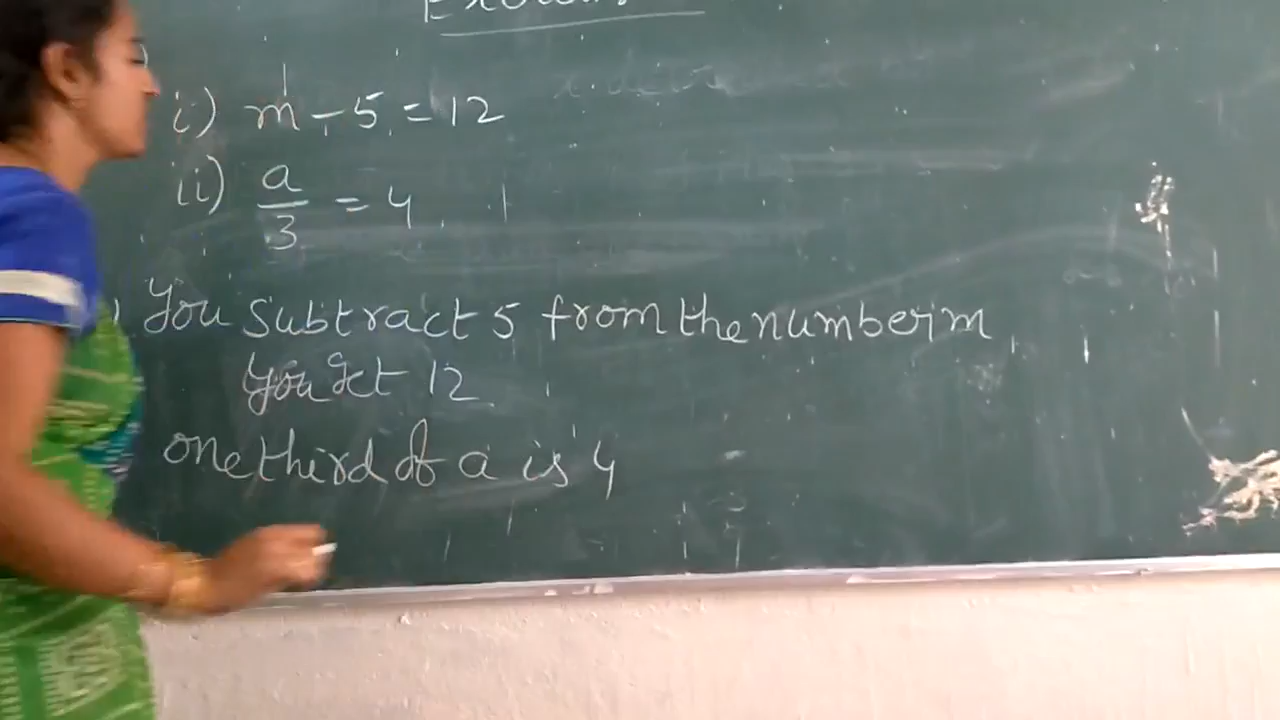 i) m - 5 = 12
ii) a/3 = 4
) You Subtract 5 from the number m
you get 12
one third of a is 4